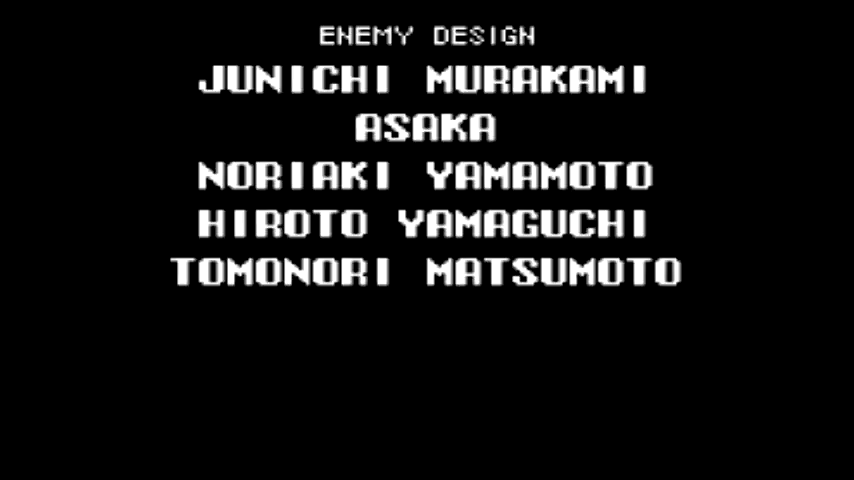 ENEMY DESIGN
JUNICHI MURAKAMI
ASAKA
NORIAKI YAMAMOTO
HIROTO YAMAGUCHI
TOMONORI MATSUMOTO